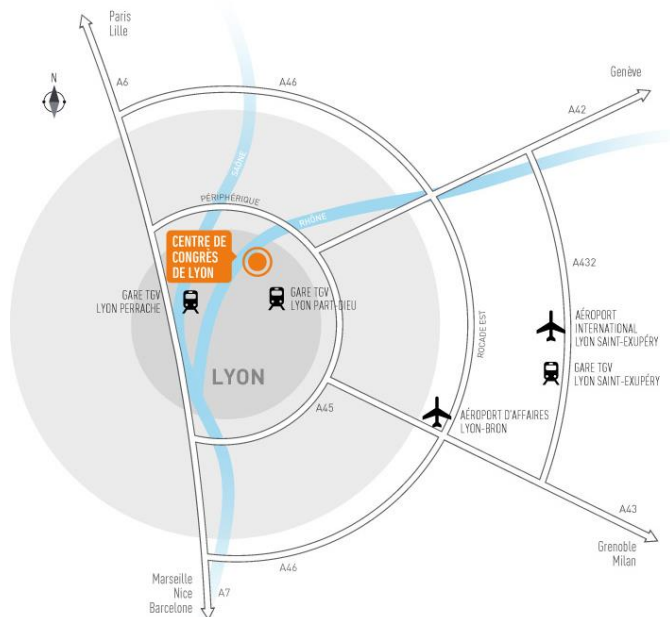 Paris
Lille
N
A6
A46
Genève
A42
SAÔNE
PÉRIPHÉRIQUE
RHÔNE
CENTRE DE
CONGRÈS
DE LYON
A432
GARE TGV
LYON PERRACHE
GARE TGV
LYON PART-DIEU
ROCADE EST
AÉROPORT
INTERNATIONAL
LYON SAINT-EXUPÉRY
GARE TGV
LYON SAINT-EXUPÉRY
LYON
A45
AÉROPORT D'AFFAIRES
LYON-BRON
A43
Grenoble
Milan
A46
Marseille
Nice
Barcelone
A7